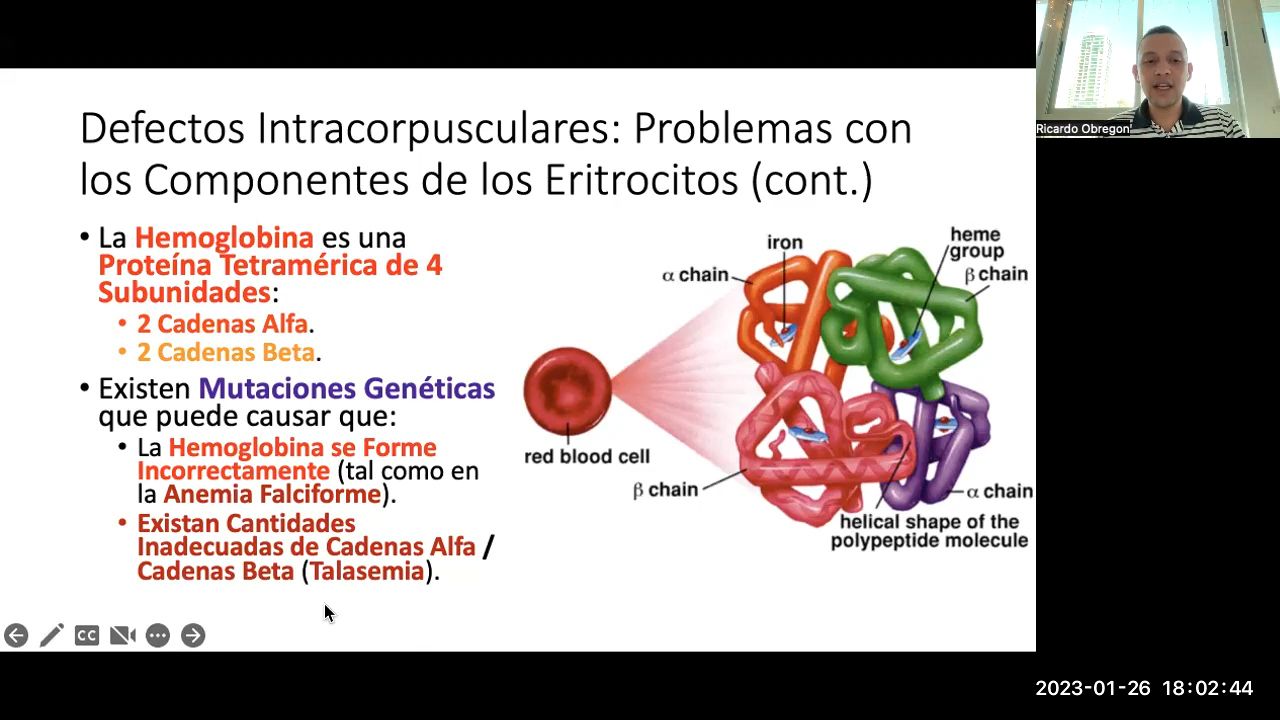 Defectos Intracorpusculares: Problemas con
los Componentes de los Eritrocitos (cont.)
• La Hemoglobina es una
Proteína Tetramérica de 4
Subunidades:
• 2 Cadenas Alfa.
• 2 Cadenas Beta.
• Existen Mutaciones Genéticas
que puede causar que:
• La Hemoglobina se Forme
Incorrectamente (tal como en
la Anemia Falciforme).
• Existan Cantidades
Inadecuadas de Cadenas Alfa /
Cadenas Beta (Talasemia).
iron
heme
group
α chain
β chain
red blood cell
β chain
α chain
helical shape of the
polypeptide molecule
CC
Ricardo Obregon
2023-01-26 18:02:44